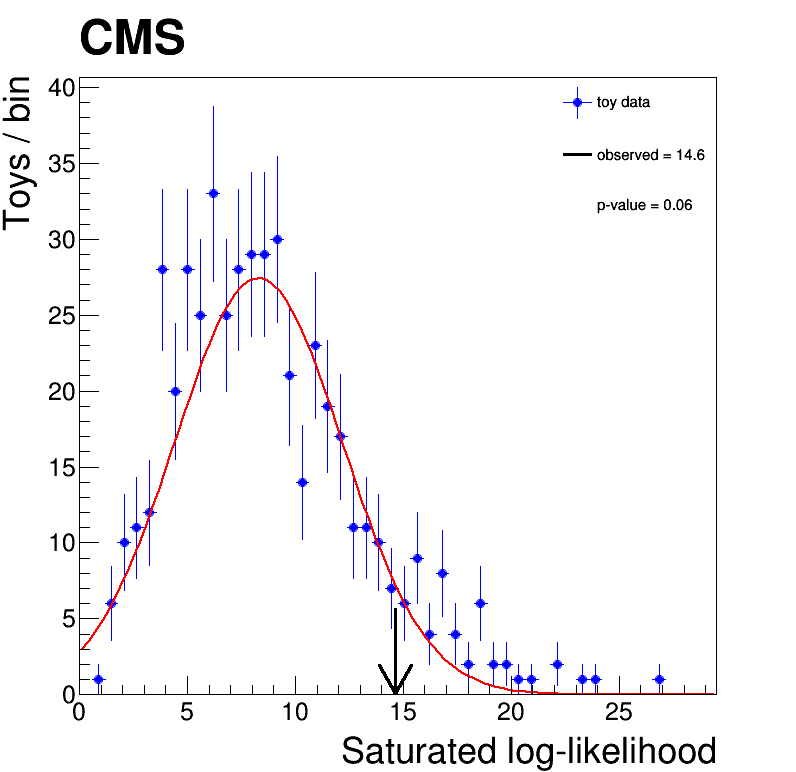 CMS
Toys / bin
40
35
30
25
20
15
10
5
0
toy data
observed = 14.6
p-value = 0.06
0 5 10 15 20 25
Saturated log-likelihood